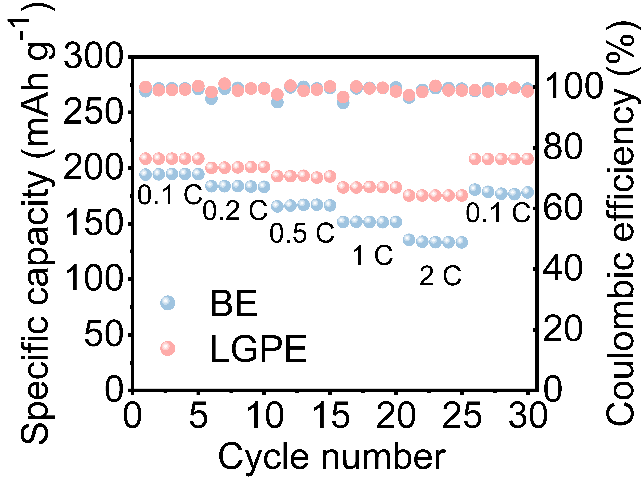 Specific capacity (mAh g⁻¹)
300
250
200
150
100
50
0
0.1 C
0.2 C
0.5 C
1 C
2 C
0.1 C
BE
LGPE
0 5 10 15 20 25 30
Cycle number
100
80
60
40
20
0
Coulombic efficiency (%)